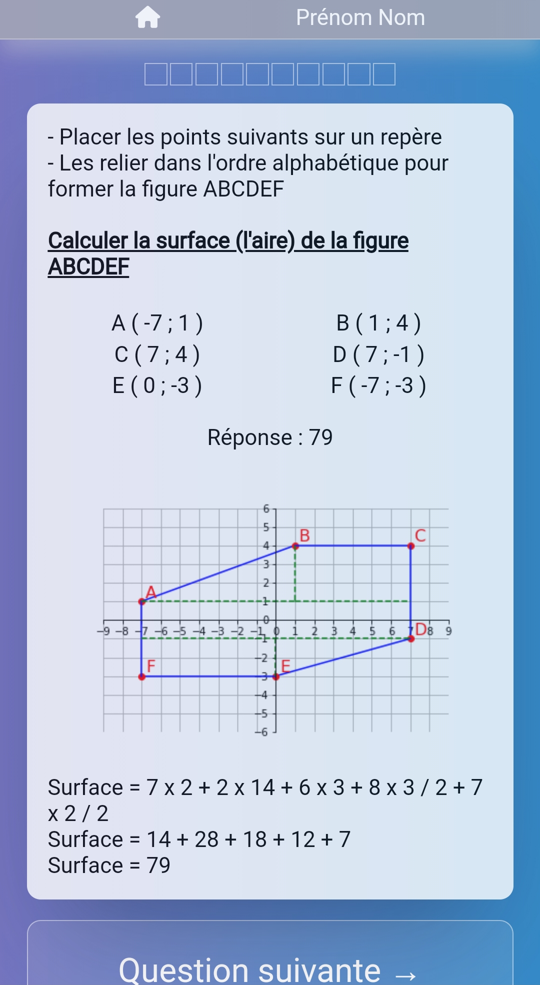 Prénom Nom
- Placer les points suivants sur un repère
- Les relier dans l'ordre alphabétique pour
former la figure ABCDEF
Calculer la surface (l'aire) de la figure
ABCDEF
A ( -7 ; 1 )
B ( 1 ; 4 )
C ( 7 ; 4 )
D ( 7 ; -1 )
E ( 0 ; -3 )
F ( -7 ; -3 )
Réponse : 79
6
5
B
C
4
3
2
A
1
0
−9 −8 −7 −6 −5 −4 −3 −2 −1 0 1 2 3 4 5 6 7 D 8 9
−1
−2
F
E
−3
−4
−5
−6
Surface = 7 x 2 + 2 x 14 + 6 x 3 + 8 x 3 / 2 + 7
x 2 / 2
Surface = 14 + 28 + 18 + 12 + 7
Surface = 79
Question suivante →